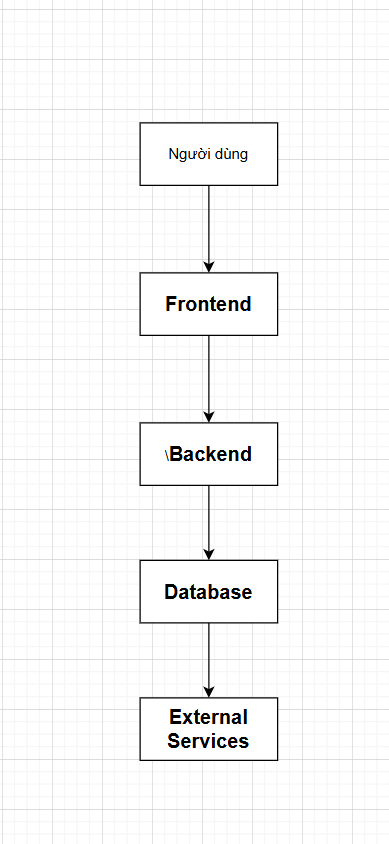 Người dùng
Frontend
\Backend
Database
External
Services